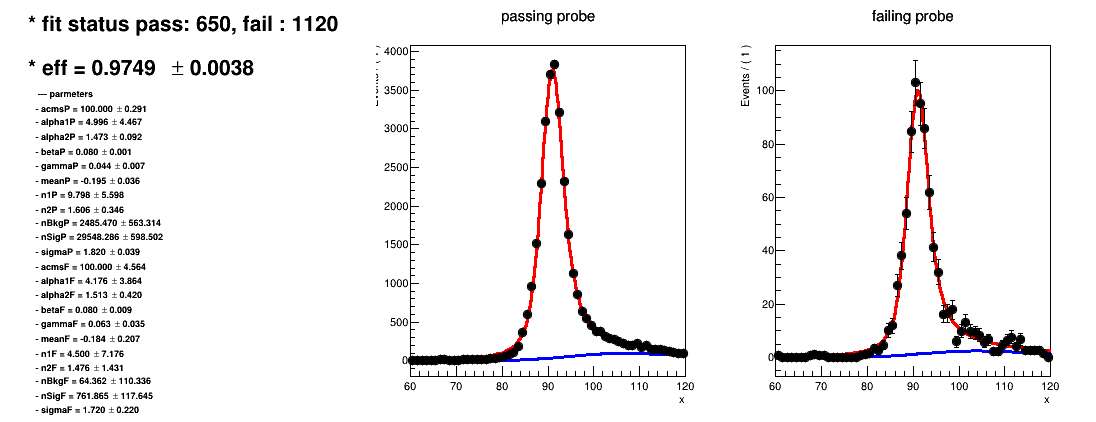 * fit status pass: 650, fail : 1120
* eff = 0.9749 ± 0.0038
--- parmeters
- acmsP = 100.000 ± 0.291
- alpha1P = 4.996 ± 4.467
- alpha2P = 1.473 ± 0.092
- betaP = 0.080 ± 0.001
- gammaP = 0.044 ± 0.007
- meanP = -0.195 ± 0.036
- n1P = 9.798 ± 5.598
- n2P = 1.606 ± 0.346
- nBkgP = 2485.470 ± 563.314
- nSigP = 29548.286 ± 598.502
- sigmaP = 1.820 ± 0.039
- acmsF = 100.000 ± 4.564
- alpha1F = 4.176 ± 3.864
- alpha2F = 1.513 ± 0.420
- betaF = 0.080 ± 0.009
- gammaF = 0.063 ± 0.035
- meanF = -0.184 ± 0.207
- n1F = 4.500 ± 7.176
- n2F = 1.476 ± 1.431
- nBkgF = 64.362 ± 110.336
- nSigF = 761.865 ± 117.645
- sigmaF = 1.720 ± 0.220
passing probe
4000
3500
3000
2500
2000
1500
1000
500
0
60 70 80 90 100 110 120
x
failing probe
Events / ( 1 )
100
80
60
40
20
0
60 70 80 90 100 110 120
x